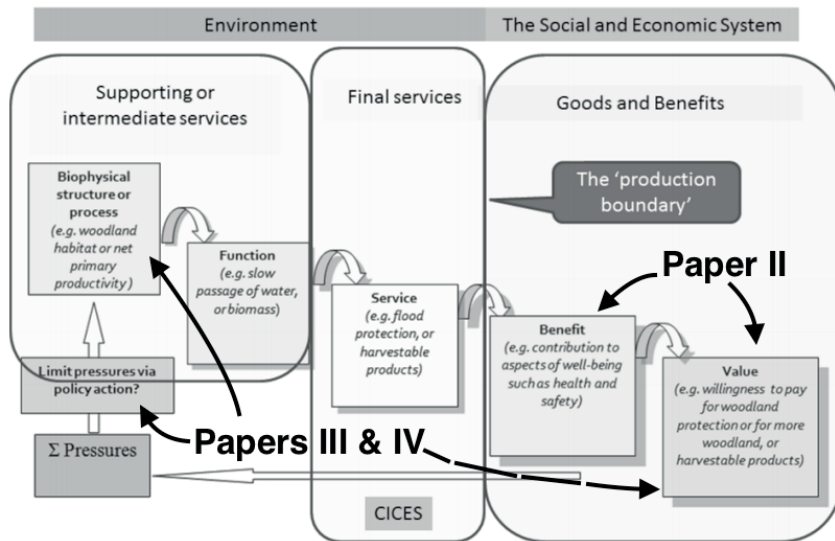 Environment
The Social and Economic System
Supporting or
intermediate services
Final services
Goods and Benefits
Biophysical
structure or
process
(e.g. woodland
habitat or net
primary
productivity )
The 'production
boundary'
Function
(e.g. slow
passage of water,
or biomass)
Paper II
Service
(e.g. flood
protection, or
harvestable
products)
Benefit
(e.g. contribution to
aspects of well-being
such as health and
safety)
Value
(e.g. willingness to pay
for woodland
protection or for more
woodland, or
harvestable products)
Limit pressures via
policy action?
Papers III & IV
Σ Pressures
CICES